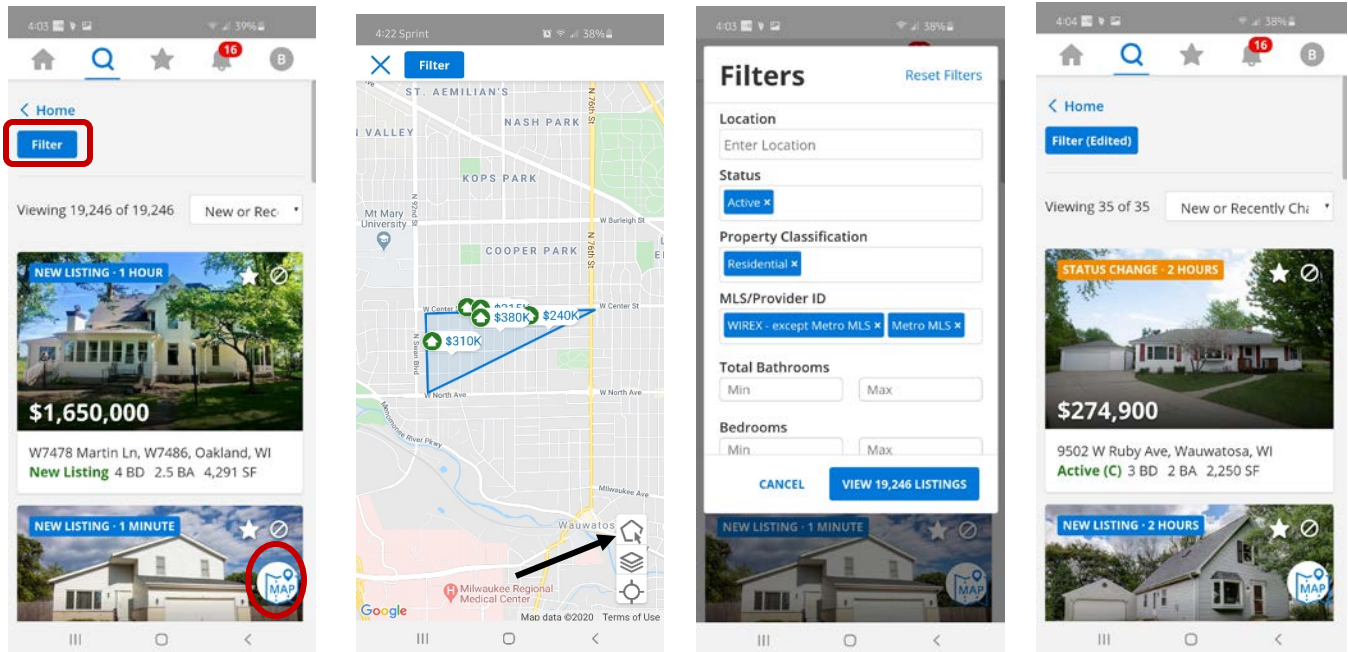 4:03 39%
16
B
Home
Filter
Viewing 19,246 of 19,246 New or Rec
NEW LISTING · 1 HOUR
$1,650,000
W7478 Martin Ln, W7486, Oakland, WI
New Listing 4 BD 2.5 BA 4,291 SF
NEW LISTING · 1 MINUTE
MAP
4:22 Sprint 38%
Filter
ST. AEMILIAN'S
N 76th St
NASH PARK
N VALLEY
KOPS PARK
N 92nd St
Mt Mary
University
W Burleigh St
COOPER PARK
N 76th St
W Center St
$380K
$240K
$310K
N Swan Blvd
W North Ave
W North Ave
Menomonee River Pkwy
Milwaukee Ave
Wauwatos
H
Milwaukee Regional
Medical Center
Google
Map data ©2020 Terms of Use
4:03 38%
Filters
Reset Filters
Location
Enter Location
Status
Active ×
Property Classification
Residential ×
MLS/Provider ID
WIREX - except Metro MLS × Metro MLS ×
Total Bathrooms
Min Max
Bedrooms
Min Max
CANCEL VIEW 19,246 LISTINGS
NEW LISTING · 1 MINUTE
MAP
4:04 38%
16
B
Home
Filter (Edited)
Viewing 35 of 35 New or Recently Cha
STATUS CHANGE · 2 HOURS
$274,900
9502 W Ruby Ave, Wauwatosa, WI
Active (C) 3 BD 2 BA 2,250 SF
NEW LISTING · 2 HOURS
MAP